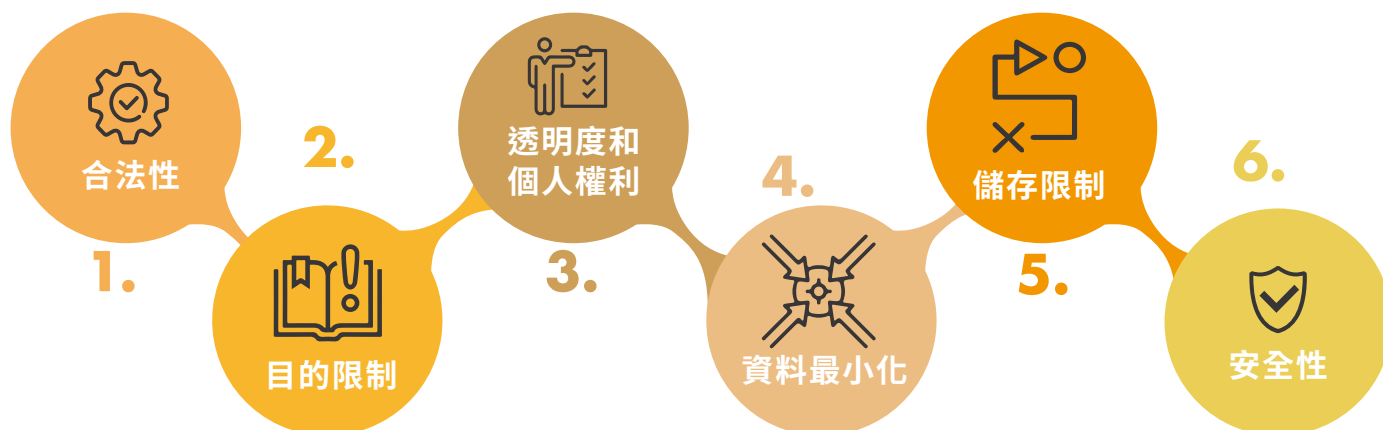 合法性
1.
2.
目的限制
透明度和
個人權利
3.
4.
資料最小化
儲存限制
5.
6.
安全性